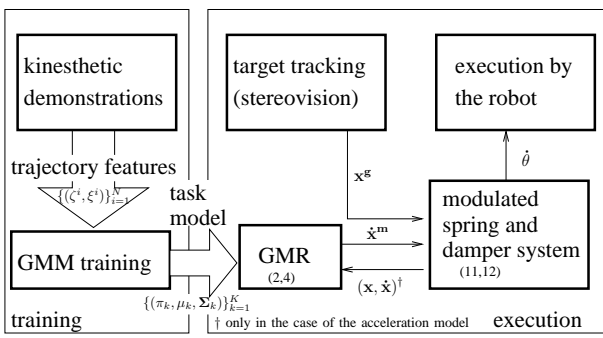 kinesthetic
demonstrations
trajectory features
{(ζ^i, ξ^i)}_{i=1}^N
GMM training
training
task
model
{(π_k, μ_k, Σ_k)}_{k=1}^K
target tracking
(stereovision)
x^g
GMR
(2,4)
ẋ^m
(x, ẋ)^†
execution by
the robot
θ̇
modulated
spring and
damper system
(11,12)
† only in the case of the acceleration model
execution